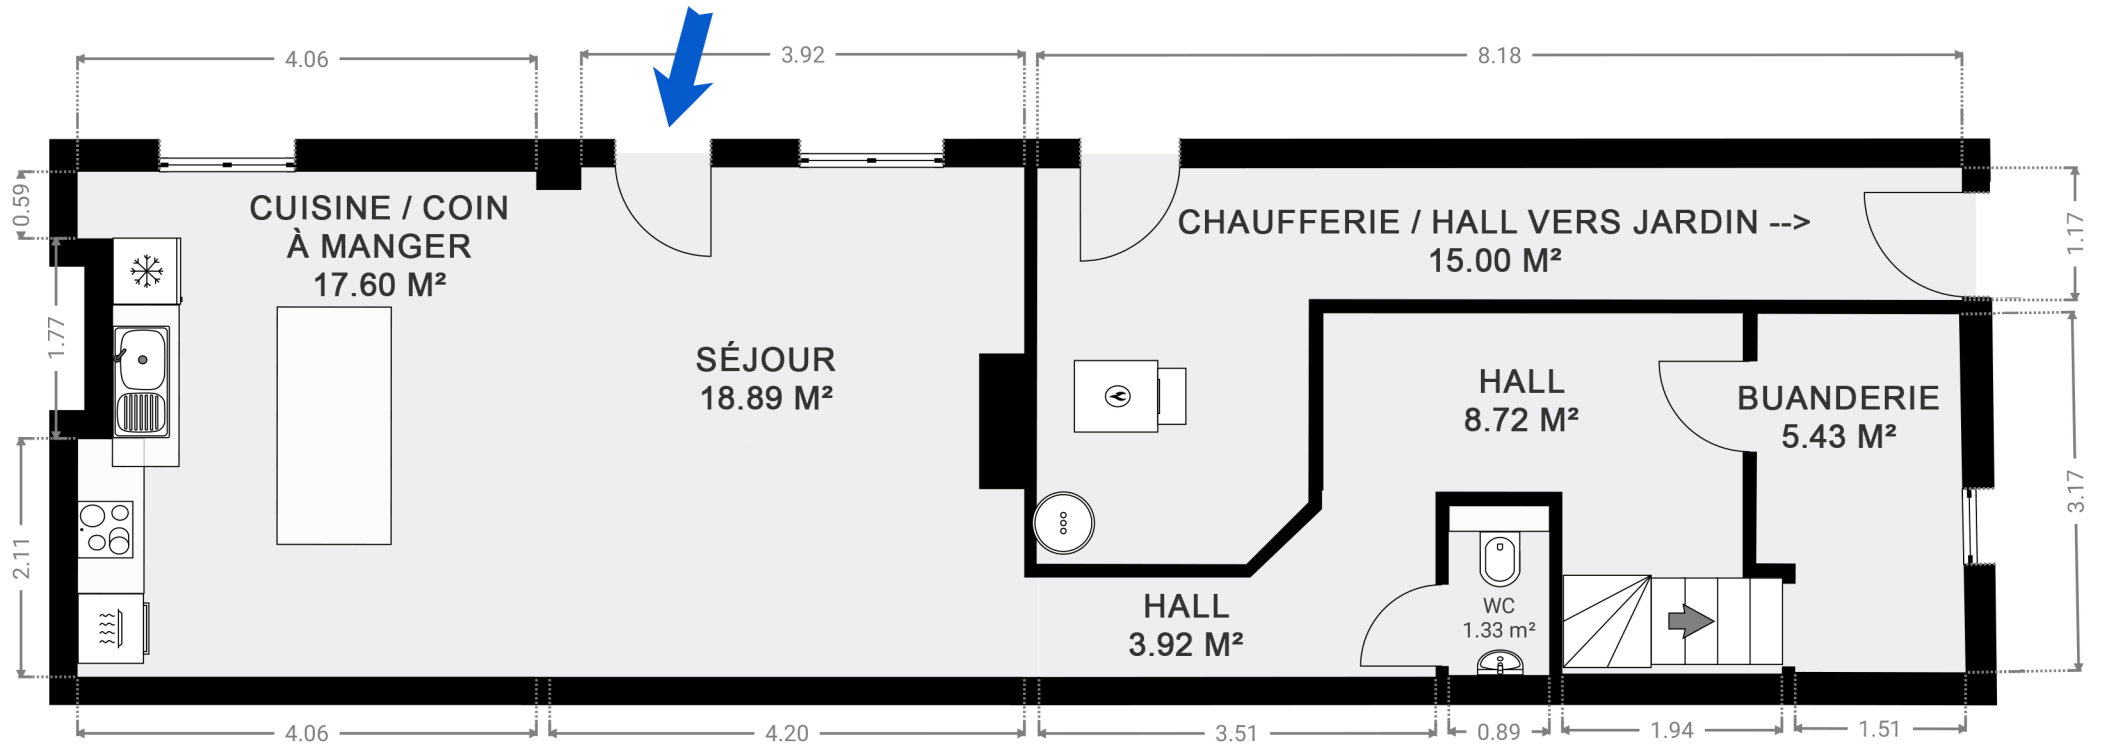 4.06
3.92
8.18
0.59
CUISINE / COIN
À MANGER
17.60 M²
CHAUFFERIE / HALL VERS JARDIN -->
15.00 M²
1.17
1.77
SÉJOUR
18.89 M²
HALL
8.72 M²
BUANDERIE
5.43 M²
3.17
2.11
HALL
3.92 M²
WC
1.33 m²
4.06
4.20
3.51
0.89
1.94
1.51